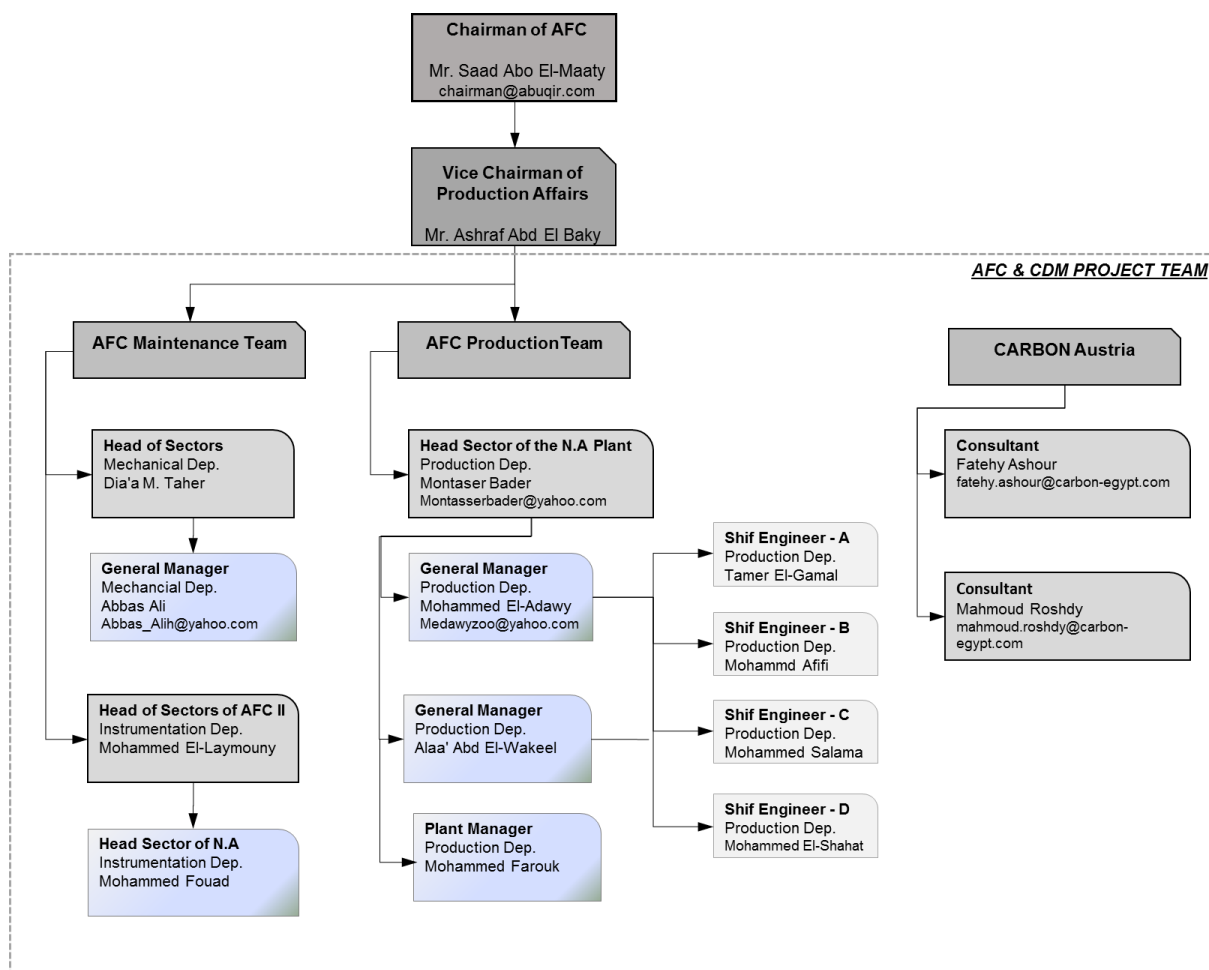 Chairman of AFC
Mr. Saad Abo El-Maaty
chairman@abuqir.com
Vice Chairman of
Production Affairs
Mr. Ashraf Abd El Baky
AFC & CDM PROJECT TEAM
AFC Maintenance Team
Head of Sectors
Mechanical Dep.
Dia'a M. Taher
General Manager
Mechancial Dep.
Abbas Ali
Abbas_Alih@yahoo.com
Head of Sectors of AFC II
Instrumentation Dep.
Mohammed El-Laymouny
Head Sector of N.A
Instrumentation Dep.
Mohammed Fouad
AFC Production Team
Head Sector of the N.A Plant
Production Dep.
Montaser Bader
Montasserbader@yahoo.com
General Manager
Production Dep.
Mohammed El-Adawy
Medawyzoo@yahoo.com
General Manager
Production Dep.
Alaa' Abd El-Wakeel
Plant Manager
Production Dep.
Mohammed Farouk
Shif Engineer - A
Production Dep.
Tamer El-Gamal
Shif Engineer - B
Production Dep.
Mohammd Afifi
Shif Engineer - C
Production Dep.
Mohammed Salama
Shif Engineer - D
Production Dep.
Mohammed El-Shahat
CARBON Austria
Consultant
Fatehy Ashour
fatehy.ashour@carbon-egypt.com
Consultant
Mahmoud Roshdy
mahmoud.roshdy@carbon-
egypt.com